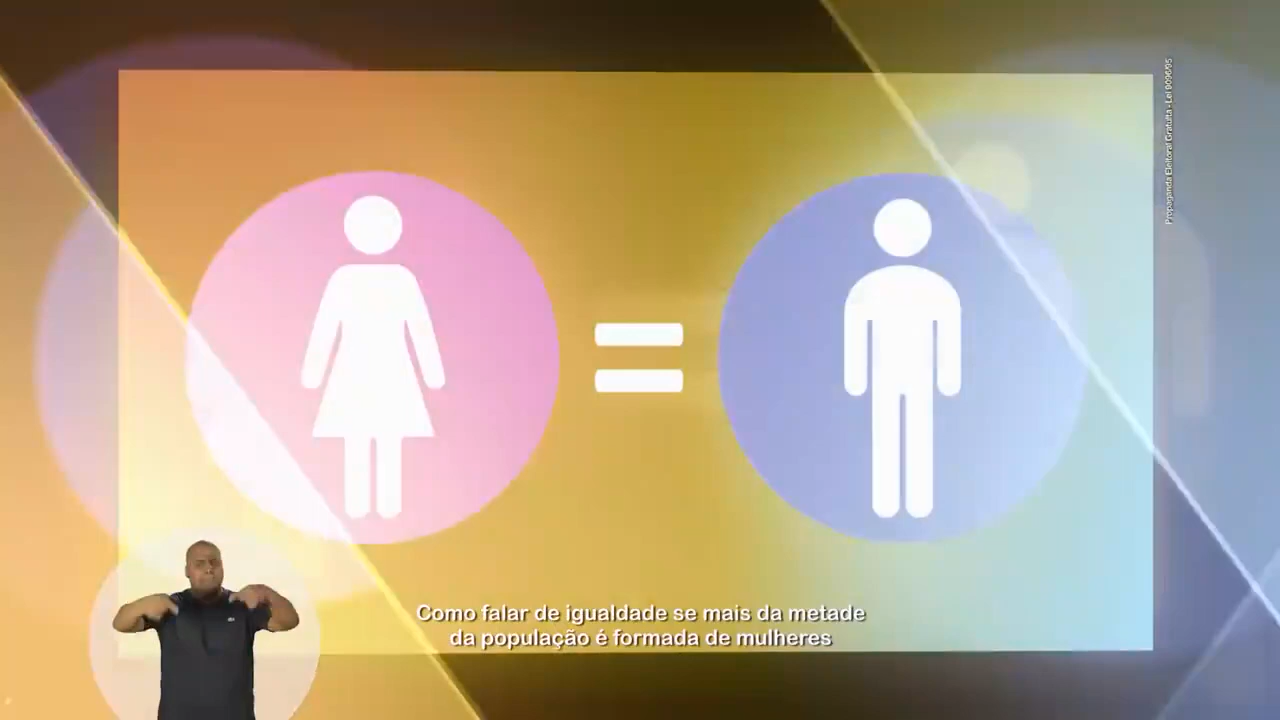 Propaganda Eleitoral Gratuita - Lei 9096/95
Como falar de igualdade se mais da metade
da população é formada de mulheres